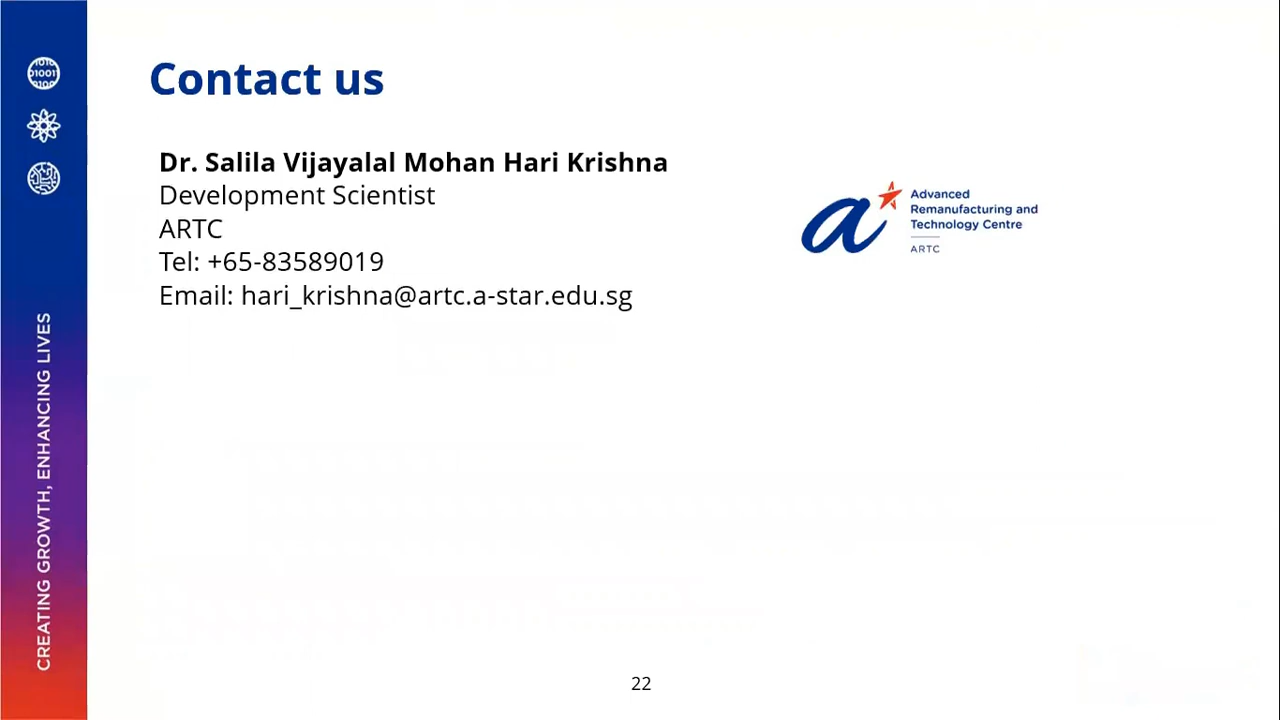 Contact us
Dr. Salila Vijayalal Mohan Hari Krishna
Development Scientist
ARTC
Tel: +65-83589019
Email: hari_krishna@artc.a-star.edu.sg
Advanced
Remanufacturing and
Technology Centre
ARTC
CREATING GROWTH, ENHANCING LIVES
22